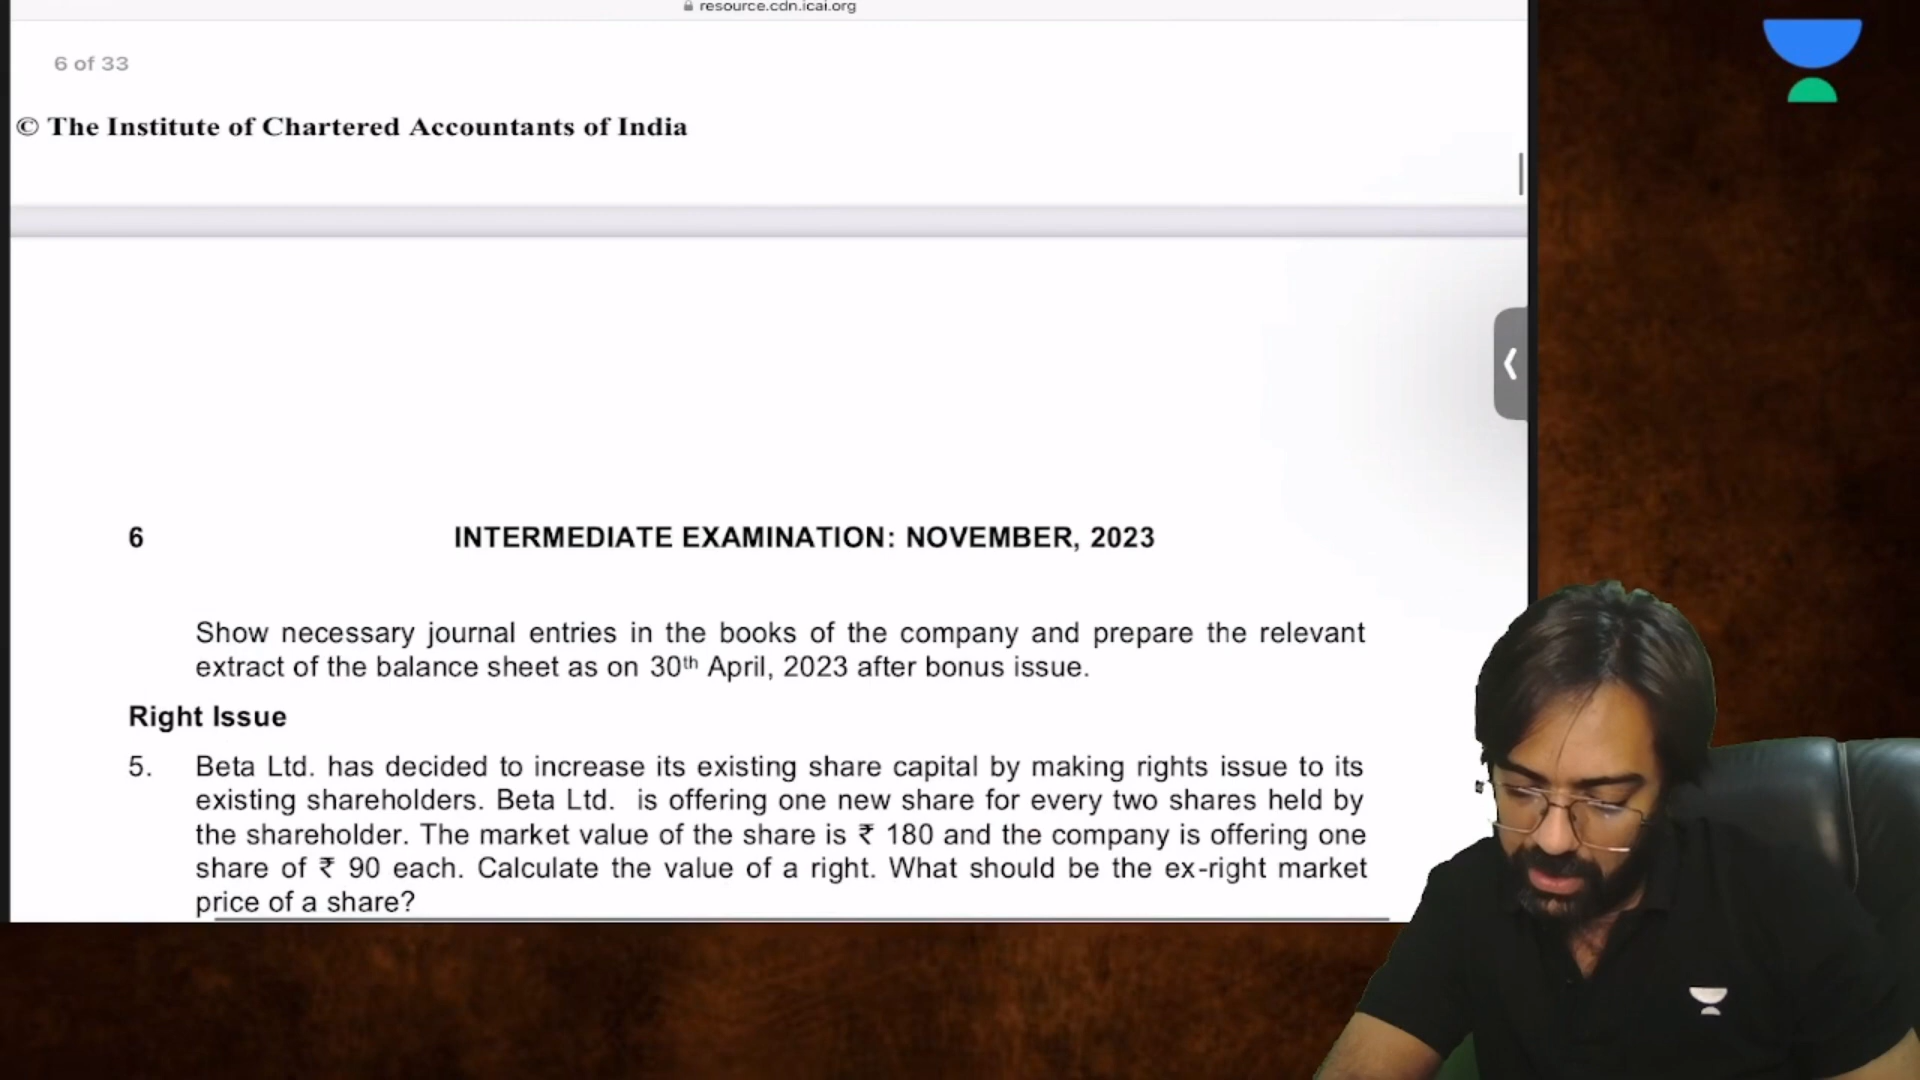 resource.cdn.icai.org
6 of 33
© The Institute of Chartered Accountants of India
6 INTERMEDIATE EXAMINATION: NOVEMBER, 2023
Show necessary journal entries in the books of the company and prepare the relevant
extract of the balance sheet as on 30th April, 2023 after bonus issue.
Right Issue
5. Beta Ltd. has decided to increase its existing share capital by making rights issue to its
existing shareholders. Beta Ltd. is offering one new share for every two shares held by
the shareholder. The market value of the share is ₹ 180 and the company is offering one
share of ₹ 90 each. Calculate the value of a right. What should be the ex-right market
price of a share?